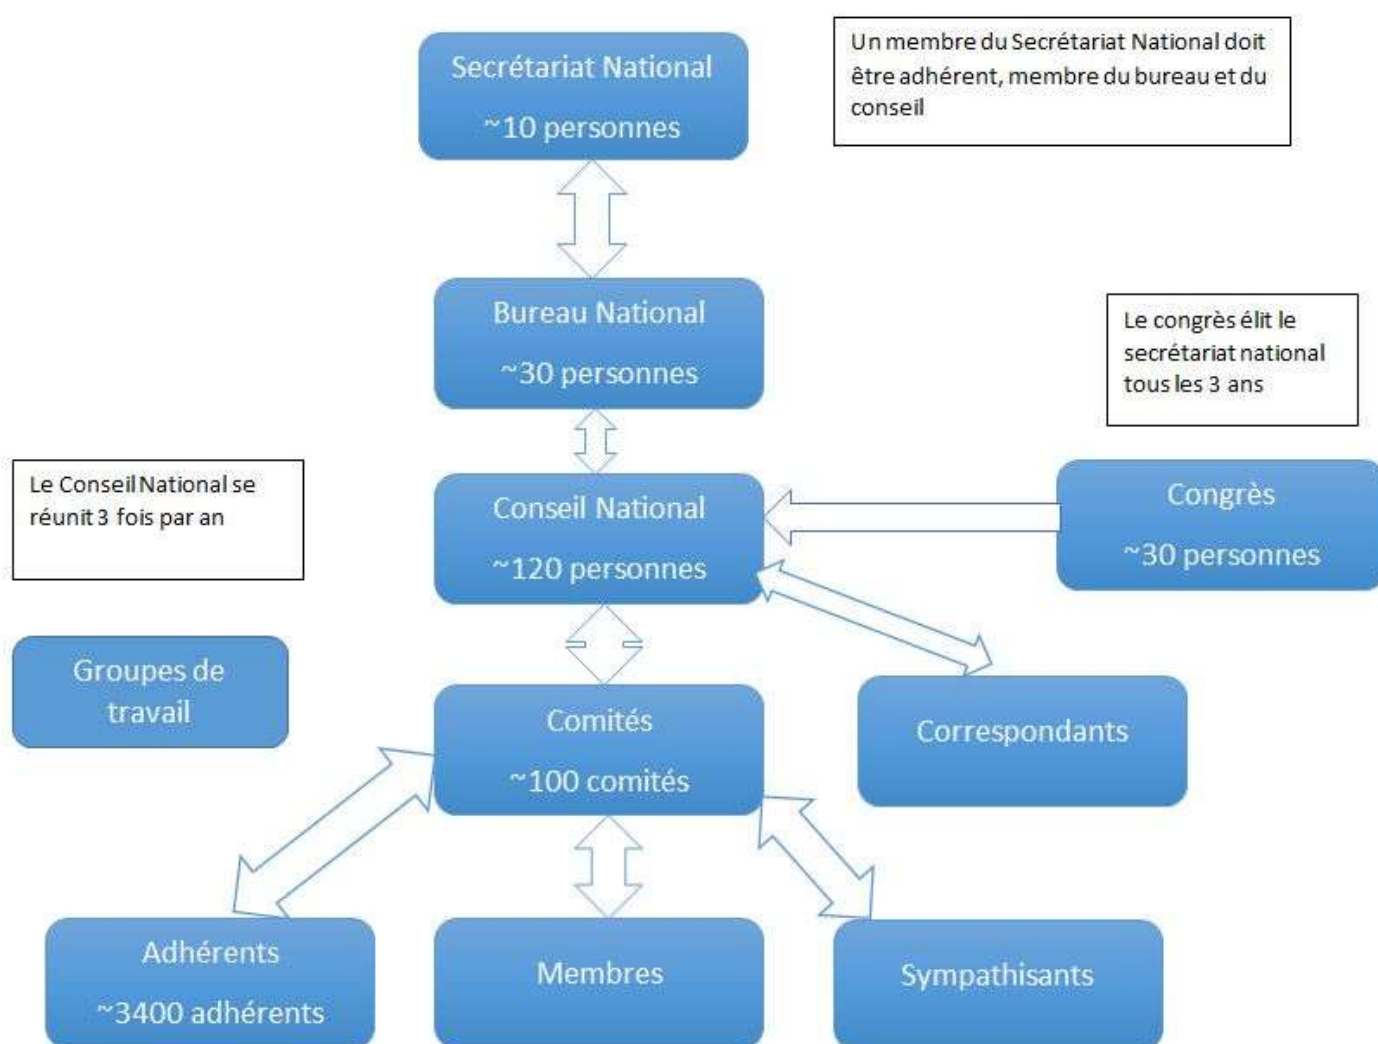 Secrétariat National
~10 personnes
Un membre du Secrétariat National doit
être adhérent, membre du bureau et du
conseil
Bureau National
~30 personnes
Le congrès élit le
secrétariat national
tous les 3 ans
Le Conseil National se
réunit 3 fois par an
Conseil National
~120 personnes
Congrès
~30 personnes
Groupes de
travail
Comités
~100 comités
Correspondants
Adhérents
~3400 adhérents
Membres
Sympathisants